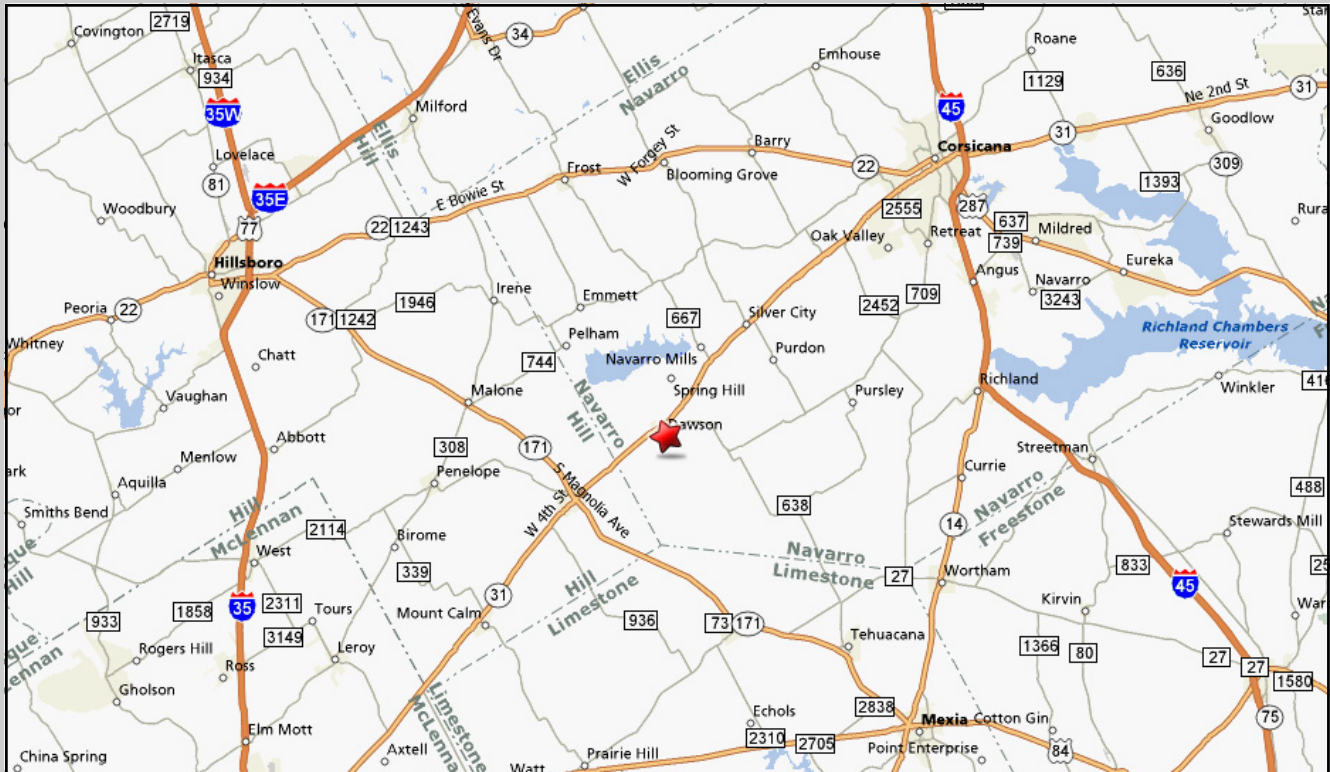 2719
Covington
Itasca
934
35W
Evans Dr
34
Ellis
Navarro
Emhouse
45
Roane
1129
636
Ne 2nd St
31
Milford
Ellis
Hill
Lovelace
81
35E
Woodbury
77
Hillsboro
Winslow
Peoria
22
Whitney
22
1243
E Bowie St
Frost
W Forgey St
Blooming Grove
Barry
22
Corsicana
31
Goodlow
309
1393
287
637
739
Mildred
2555
Oak Valley
Retreat
Angus
Navarro
3243
Eureka
2452
709
Richland Chambers
Reservoir
Winkler
Irene
1946
171
1242
Emmett
Pelham
744
667
Navarro Mills
Silver City
Purdon
Spring Hill
Pursley
Richland
Chatt
Vaughan
Malone
Navarro
Hill
Abbott
Menlow
Aquilla
Smiths Bend
308
Penelope
171
S Magnolia Ave
W 4th St
638
Streetman
Currie
488
14
Navarro
Freestone
Stewards Mill
Hill
McLennan
2114
West
Birome
339
Hill
Limestone
Navarro
Limestone
27
Wortham
833
45
Kirvin
31
Mount Calm
35
2311
1858
3149
Tours
Leroy
933
Rogers Hill
Ross
Gholson
Elm Mott
China Spring
Limestone
McLennan
Axtell
936
73
171
Tehuacana
1366
80
27
27
1580
75
2838
Echols
2310
2705
Mexia
Cotton Gin
Point Enterprise
84
Prairie Hill